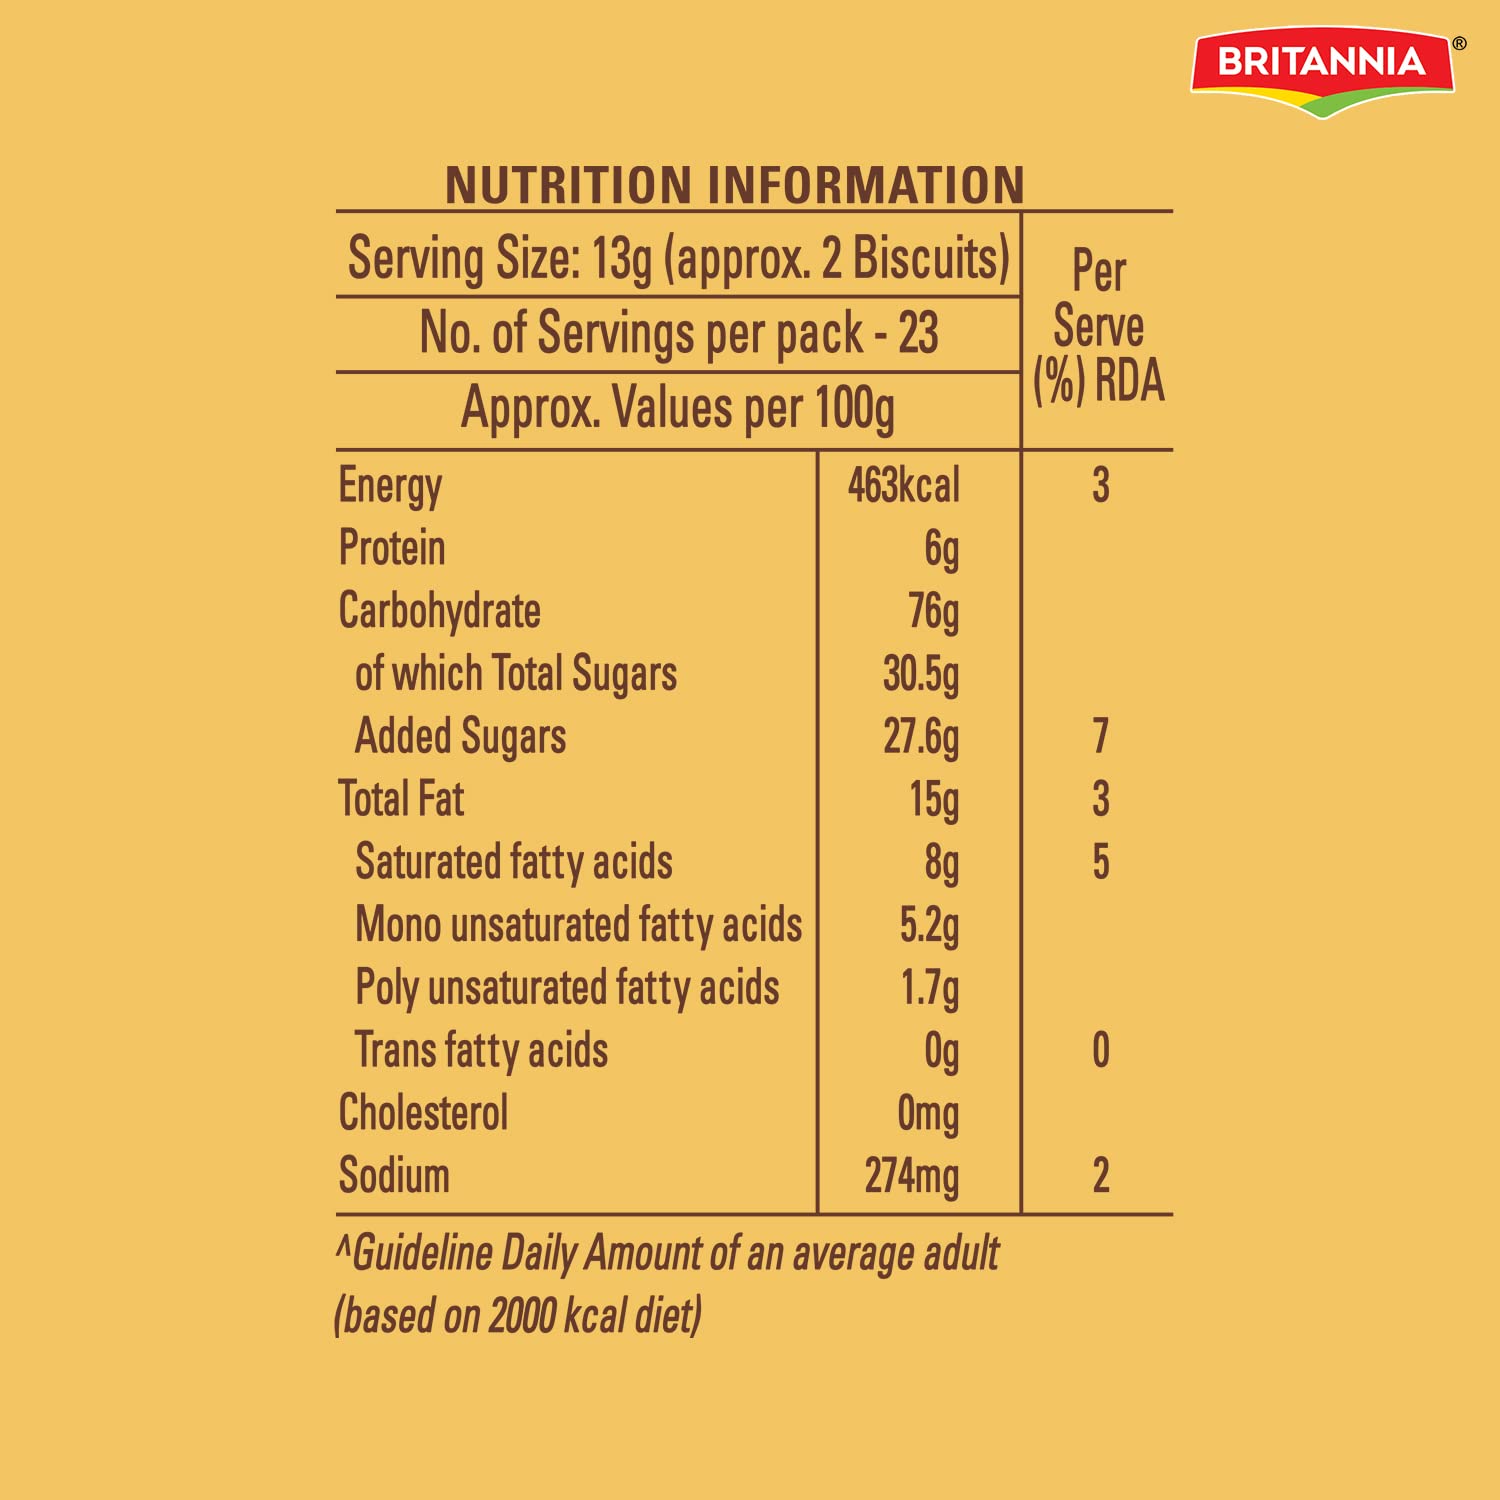 BRITANNIA ®
NUTRITION INFORMATION
Serving Size: 13g (approx. 2 Biscuits)
No. of Servings per pack - 23
Approx. Values per 100g
Per
Serve
(%) RDA
Energy 463kcal 3
Protein 6g
Carbohydrate 76g
of which Total Sugars 30.5g
Added Sugars 27.6g 7
Total Fat 15g 3
Saturated fatty acids 8g 5
Mono unsaturated fatty acids 5.2g
Poly unsaturated fatty acids 1.7g
Trans fatty acids 0g 0
Cholesterol 0mg
Sodium 274mg 2
^Guideline Daily Amount of an average adult
(based on 2000 kcal diet)